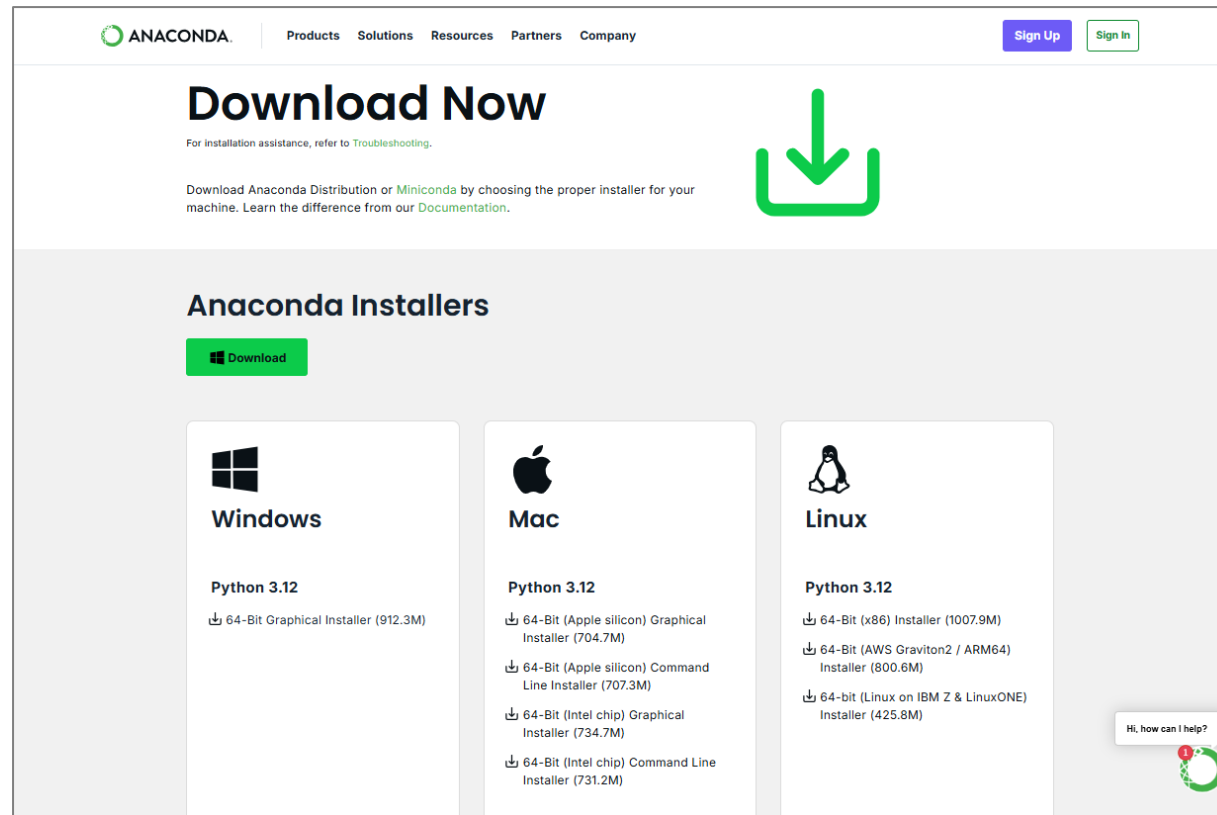 ANACONDA.
Products Solutions Resources Partners Company
Sign Up
Sign In
Download Now
For installation assistance, refer to Troubleshooting.
Download Anaconda Distribution or Miniconda by choosing the proper installer for your
machine. Learn the difference from our Documentation.
Anaconda Installers
Download
Windows
Python 3.12
64-Bit Graphical Installer (912.3M)
Mac
Python 3.12
64-Bit (Apple silicon) Graphical
Installer (704.7M)
64-Bit (Apple silicon) Command
Line Installer (707.3M)
64-Bit (Intel chip) Graphical
Installer (734.7M)
64-Bit (Intel chip) Command Line
Installer (731.2M)
Linux
Python 3.12
64-Bit (x86) Installer (1007.9M)
64-Bit (AWS Graviton2 / ARM64)
Installer (800.6M)
64-bit (Linux on IBM Z & LinuxONE)
Installer (425.8M)
Hi, how can I help?
1